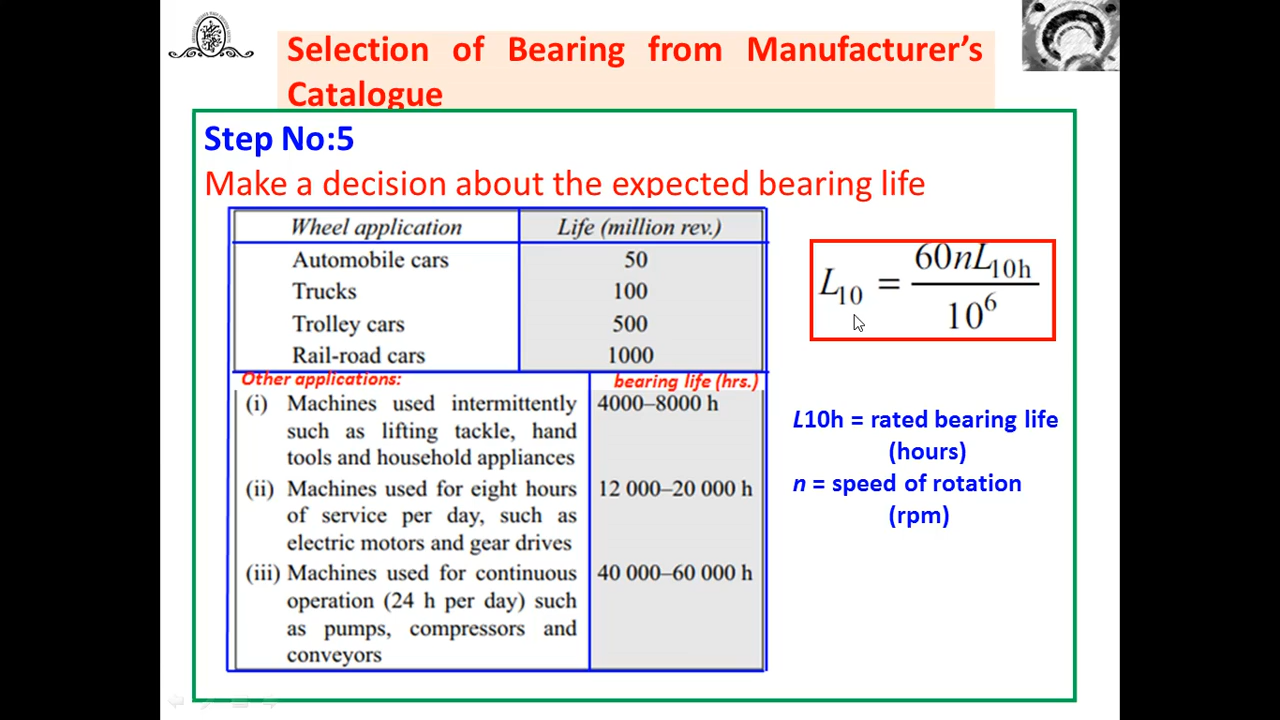 Selection of Bearing from Manufacturer's
Catalogue
Step No:5
Make a decision about the expected bearing life
Wheel application Life (million rev.)
Automobile cars 50
Trucks 100
Trolley cars 500
Rail-road cars 1000
Other applications: bearing life (hrs.)
(i) Machines used intermittently 4000–8000 h
such as lifting tackle, hand
tools and household appliances
(ii) Machines used for eight hours 12 000–20 000 h
of service per day, such as
electric motors and gear drives
(iii) Machines used for continuous 40 000–60 000 h
operation (24 h per day) such
as pumps, compressors and
conveyors
L10 = 60nL10h / 10^6
L10h = rated bearing life
(hours)
n = speed of rotation
(rpm)